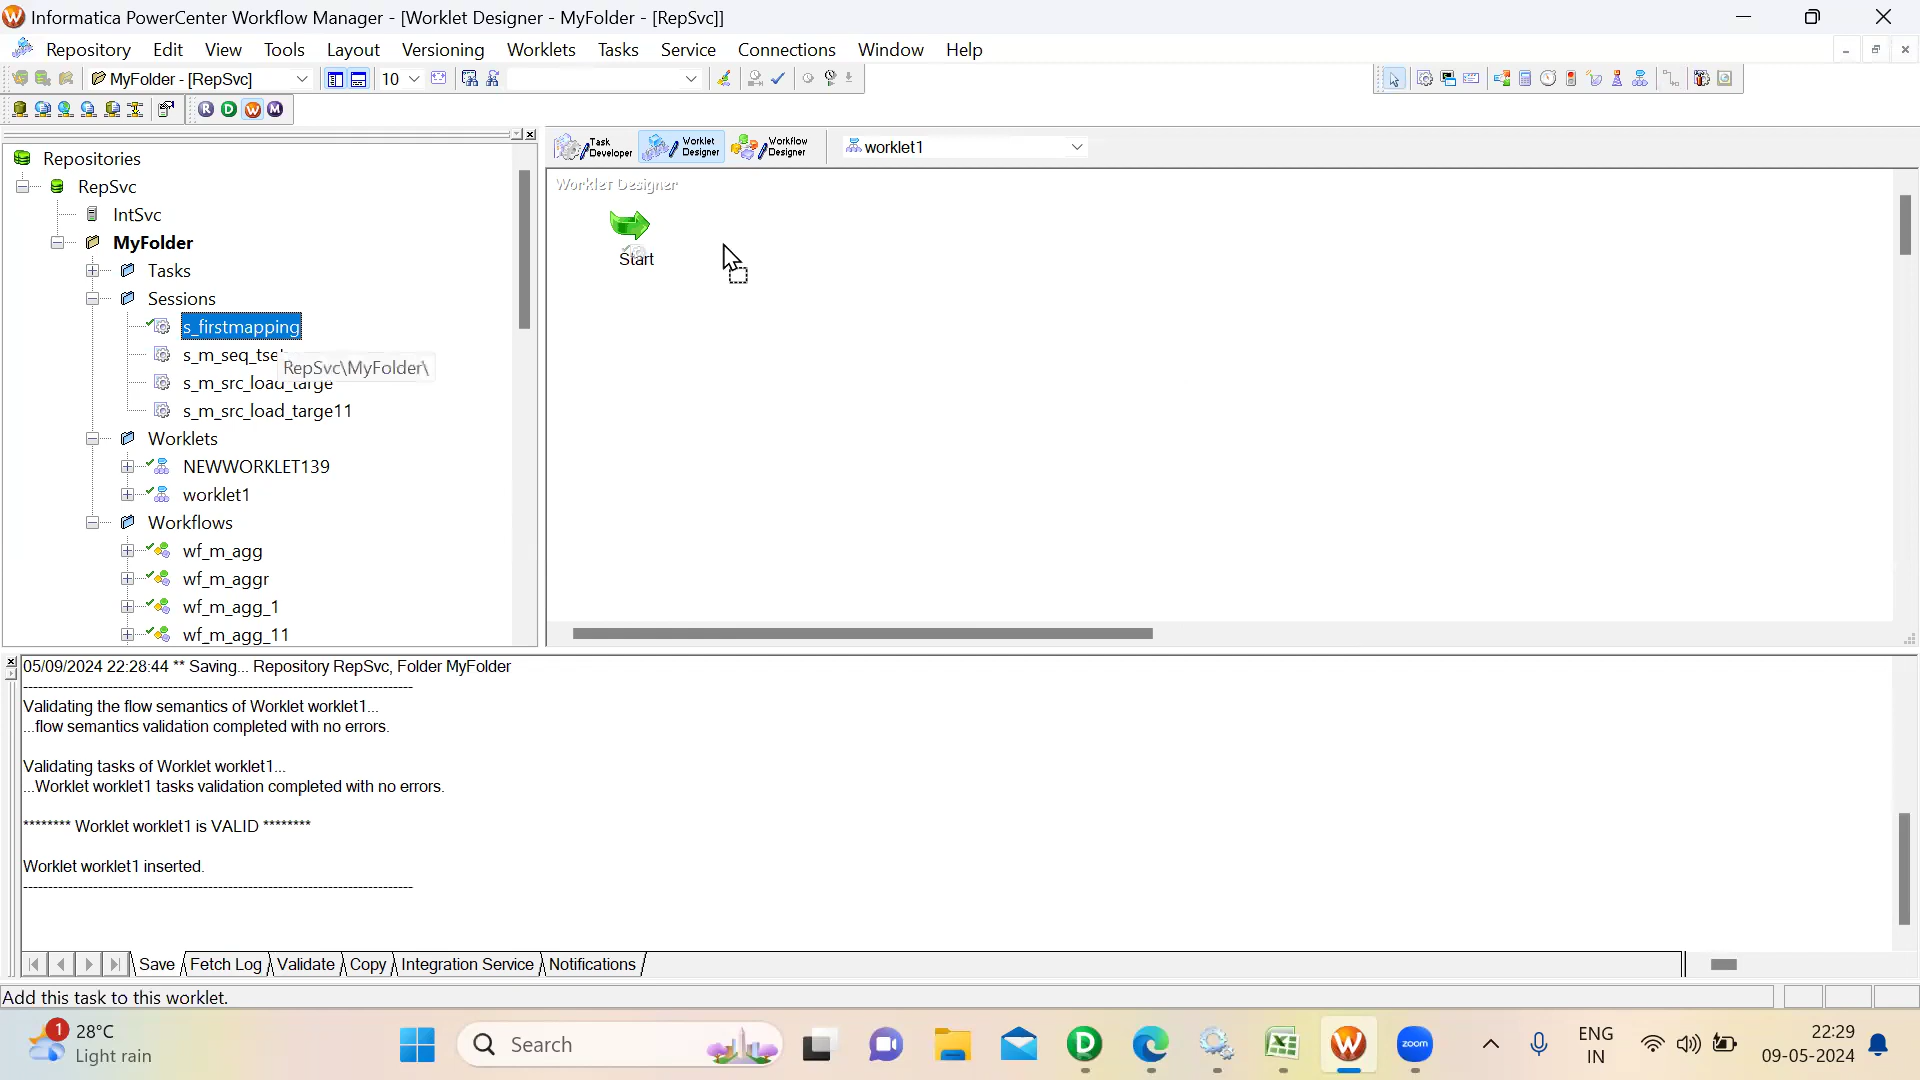 Informatica PowerCenter Workflow Manager - [Worklet Designer - MyFolder - [RepSvc]]
Repository Edit View Tools Layout Versioning Worklets Tasks Service Connections Window Help
MyFolder - [RepSvc] 10
R D W M
Task Developer Worklet Designer Workflow Designer worklet1
Repositories
RepSvc
IntSvc
MyFolder
Tasks
Sessions
s_firstmapping
s_m_seq_tse
RepSvc\MyFolder\
s_m_src_load_targe
s_m_src_load_targe11
Worklets
NEWWORKLET139
worklet1
Workflows
wf_m_agg
wf_m_aggr
wf_m_agg_1
wf_m_agg_11
Worklet Designer
Start
05/09/2024 22:28:44 ** Saving... Repository RepSvc, Folder MyFolder
Validating the flow semantics of Worklet worklet1...
...flow semantics validation completed with no errors.
Validating tasks of Worklet worklet1...
...Worklet worklet1 tasks validation completed with no errors.
******** Worklet worklet1 is VALID ********
Worklet worklet1 inserted.
Save Fetch Log Validate Copy Integration Service Notifications
Add this task to this worklet.
1 28°C
Light rain
Search
zoom
ENG
IN
22:29
09-05-2024